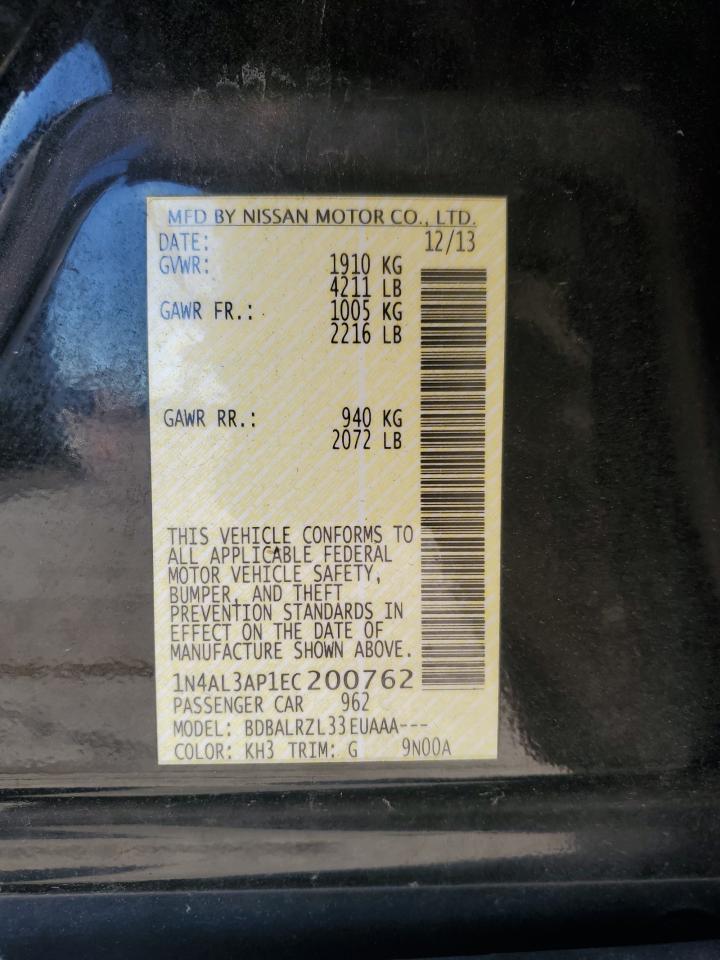 MFD BY NISSAN MOTOR CO., LTD.
DATE: 12/13
GVWR: 1910 KG
4211 LB
GAWR FR.: 1005 KG
2216 LB
GAWR RR.: 940 KG
2072 LB
THIS VEHICLE CONFORMS TO
ALL APPLICABLE FEDERAL
MOTOR VEHICLE SAFETY,
BUMPER, AND THEFT
PREVENTION STANDARDS IN
EFFECT ON THE DATE OF
MANUFACTURE SHOWN ABOVE.
1N4AL3AP1EC200762
PASSENGER CAR 962
MODEL: BDBALRZL33EUAAA---
COLOR: KH3 TRIM: G 9N00A